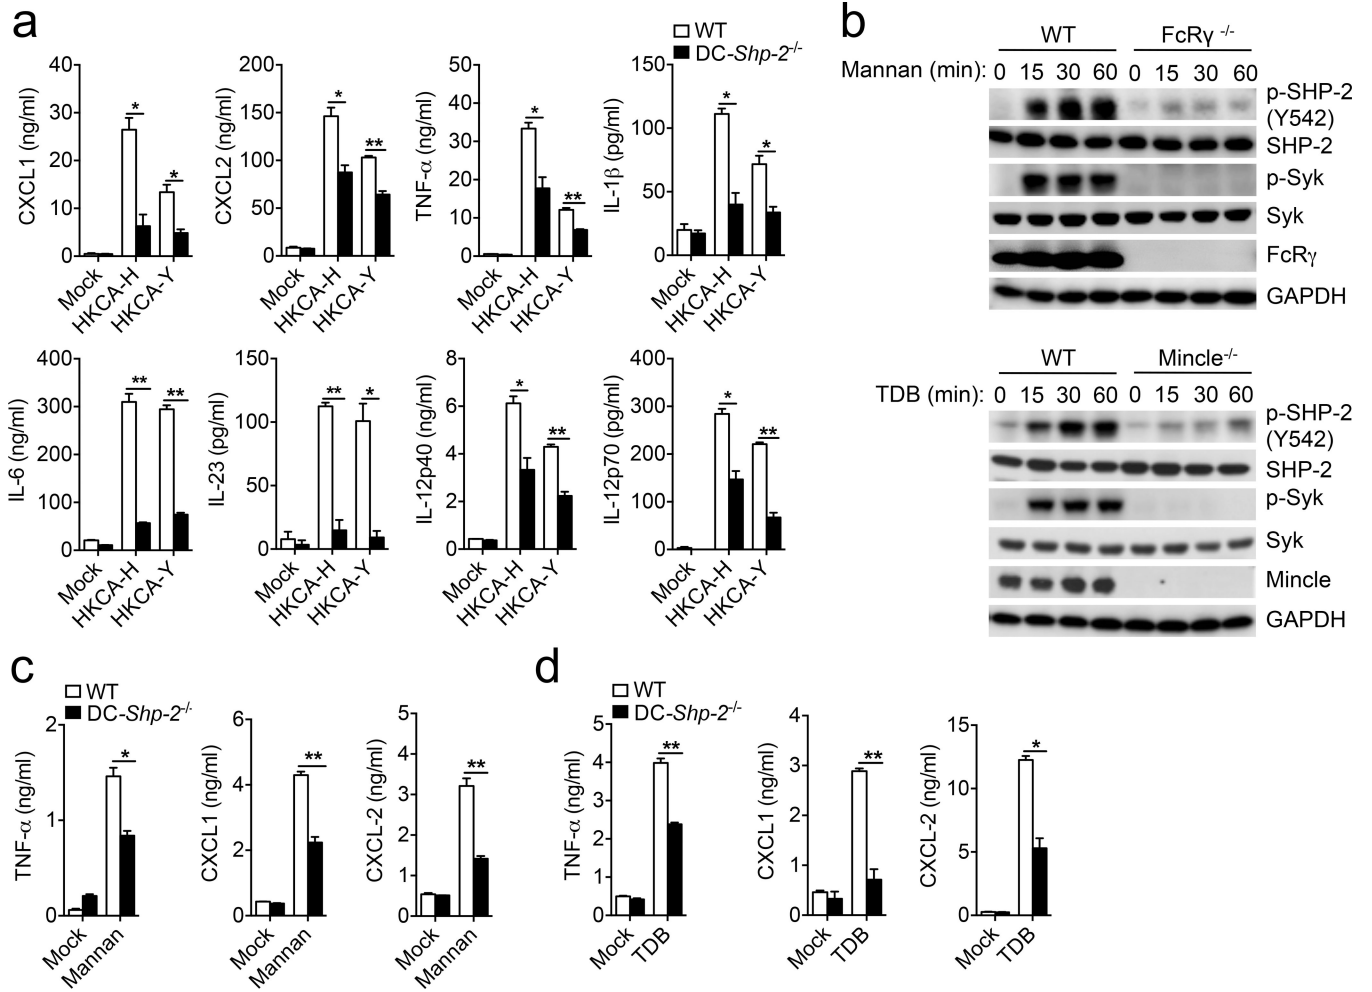 a
WT
DC-Shp-2-/-
CXCL1 (ng/ml)
40
30
20
10
0
Mock
HKCA-H
HKCA-Y
*
*
CXCL2 (ng/ml)
200
150
100
50
0
Mock
HKCA-H
HKCA-Y
*
**
TNF-α (ng/ml)
50
40
30
20
10
0
Mock
HKCA-H
HKCA-Y
*
**
IL-1β (pg/ml)
150
100
50
0
Mock
HKCA-H
HKCA-Y
*
*
IL-6 (ng/ml)
400
300
200
100
0
Mock
HKCA-H
HKCA-Y
**
**
IL-23 (pg/ml)
150
100
50
0
Mock
HKCA-H
HKCA-Y
**
*
IL-12p40 (ng/ml)
8
6
4
2
0
Mock
HKCA-H
HKCA-Y
*
**
IL-12p70 (pg/ml)
400
300
200
100
0
Mock
HKCA-H
HKCA-Y
*
**
b
WT FcRγ -/-
Mannan (min): 0 15 30 60 0 15 30 60
p-SHP-2
(Y542)
SHP-2
p-Syk
Syk
FcRγ
GAPDH
WT Mincle-/-
TDB (min): 0 15 30 60 0 15 30 60
p-SHP-2
(Y542)
SHP-2
p-Syk
Syk
Mincle
GAPDH
c
WT
DC-Shp-2-/-
TNF-α (ng/ml)
2
1
0
Mock
Mannan
*
CXCL1 (ng/ml)
6
4
2
0
Mock
Mannan
**
CXCL-2 (ng/ml)
5
4
3
2
1
0
Mock
Mannan
**
d
WT
DC-Shp-2-/-
TNF-α (ng/ml)
5
4
3
2
1
0
Mock
TDB
**
CXCL1 (ng/ml)
4
3
2
1
0
Mock
TDB
**
CXCL-2 (ng/ml)
15
10
5
0
Mock
TDB
*